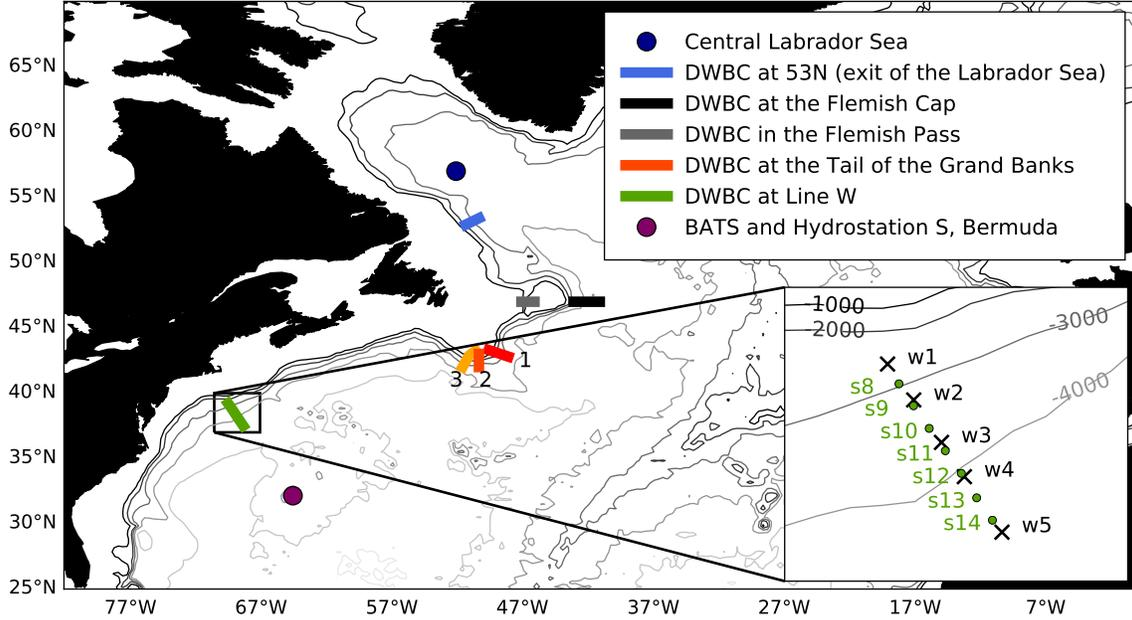 65°N
60°N
55°N
50°N
45°N
40°N
35°N
30°N
25°N
77°W
67°W
57°W
47°W
37°W
27°W
17°W
7°W
Central Labrador Sea
DWBC at 53N (exit of the Labrador Sea)
DWBC at the Flemish Cap
DWBC in the Flemish Pass
DWBC at the Tail of the Grand Banks
DWBC at Line W
BATS and Hydrostation S, Bermuda
1
3 2
-1000
-2000
-3000
-4000
w1
s8
w2
s9
s10
w3
s11
w4
s12
s13
s14
w5